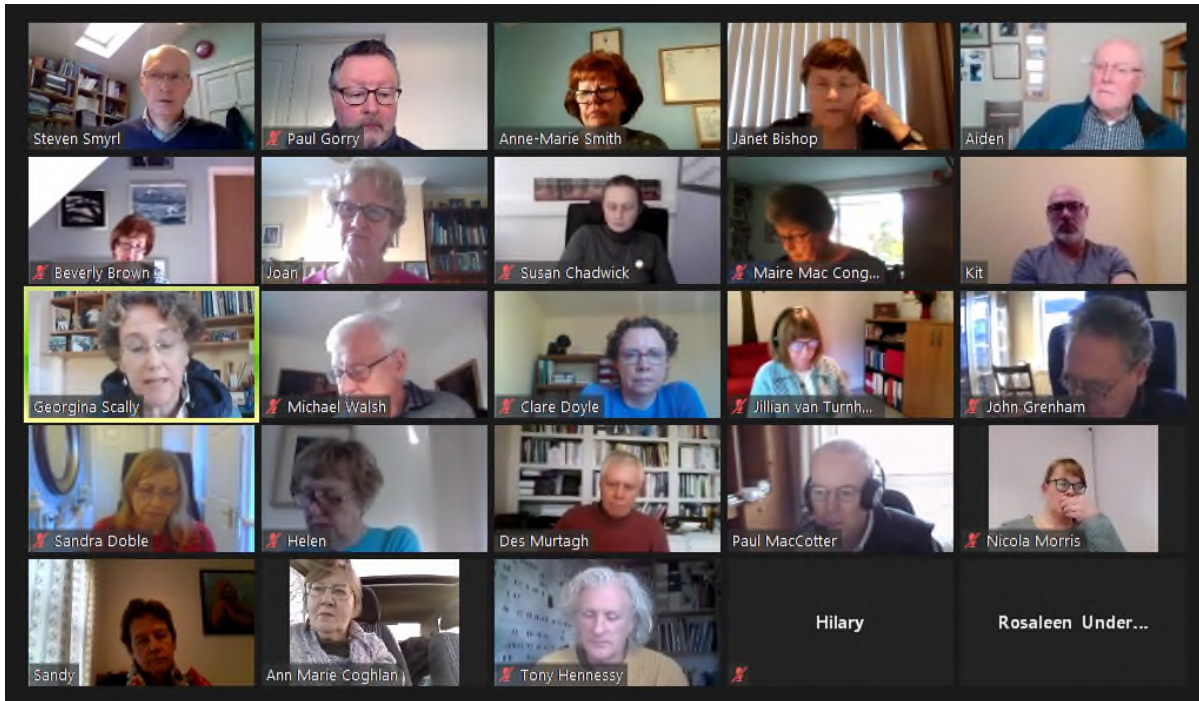 Steven Smyrl
Paul Gorry
Anne-Marie Smith
Janet Bishop
Aiden
Beverly Brown
Joan
Susan Chadwick
Maire Mac Cong...
Kit
Georgina Scally
Michael Walsh
Clare Doyle
Jillian van Turnh...
John Grenham
Sandra Doble
Helen
Des Murtagh
Paul MacCotter
Nicola Morris
Sandy
Ann Marie Coghlan
Tony Hennessy
Hilary
Rosaleen Under...